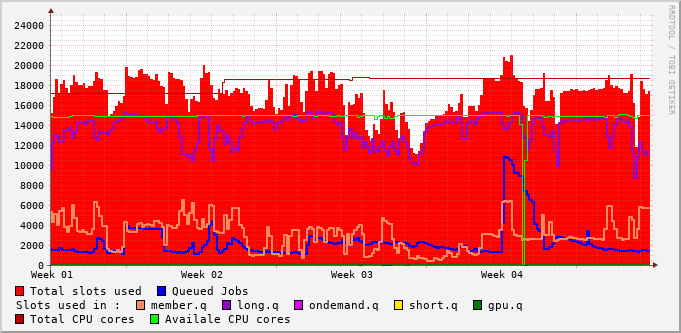 24000
22000
20000
18000
16000
14000
12000
10000
8000
6000
4000
2000
0
Week 01 Week 02 Week 03 Week 04
Total slots used Queued Jobs
Slots used in : member.q long.q ondemand.q short.q gpu.q
Total CPU cores Availale CPU cores
RRDTOOL / TOBI OETIKER